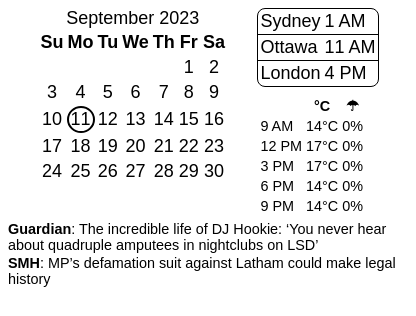 September 2023
Su Mo Tu We Th Fr Sa
1 2
3 4 5 6 7 8 9
10 11 12 13 14 15 16
17 18 19 20 21 22 23
24 25 26 27 28 29 30
Sydney 1 AM
Ottawa 11 AM
London 4 PM
°C ☂
9 AM 14°C 0%
12 PM 17°C 0%
3 PM 17°C 0%
6 PM 14°C 0%
9 PM 14°C 0%
Guardian: The incredible life of DJ Hookie: ‘You never hear
about quadruple amputees in nightclubs on LSD’
SMH: MP’s defamation suit against Latham could make legal
history